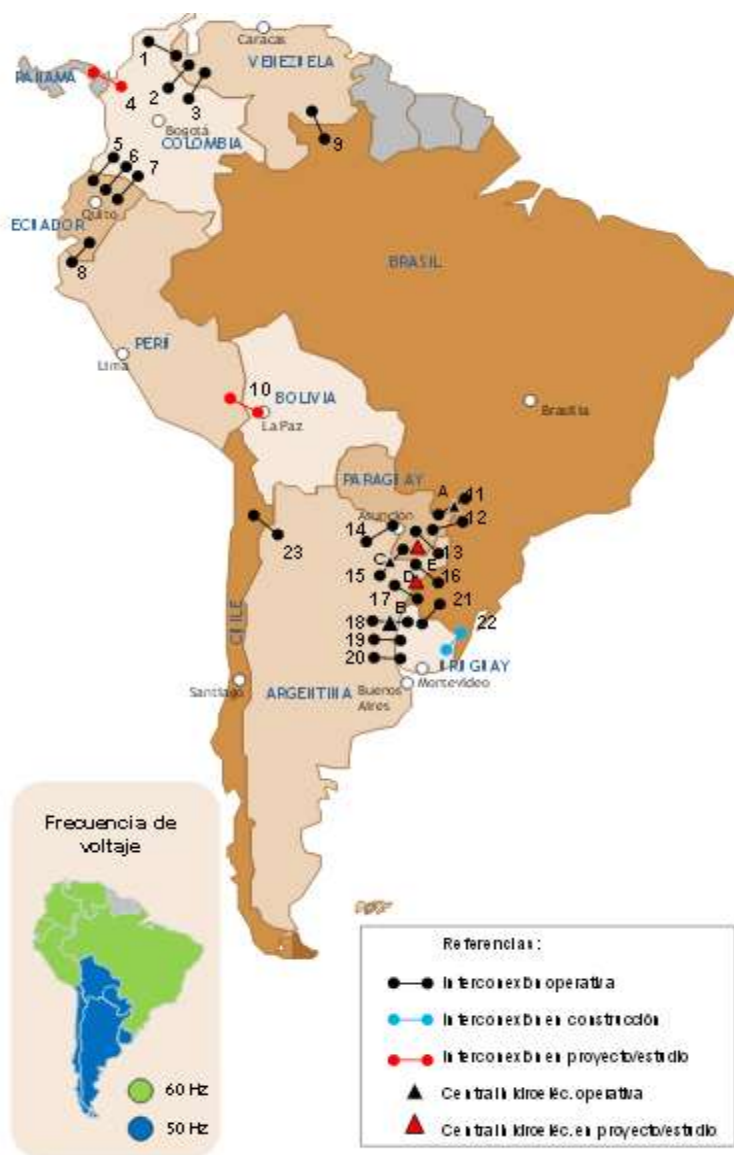 Caracas
1
VENEZUELA
PANAMÁ
4
2
3
Bogotá
COLOMBIA
9
5
6
7
Quito
ECUADOR
8
BRASIL
PERÚ
Lima
10
BOLIVIA
La Paz
Brasilia
PARAGUAY
A
11
Asunción
12
14
13
23
C
E
15
D
16
17
B
21
18
22
CHILE
19
20
URUGUAY
Santiago
ARGENTINA
Buenos
Aires
Montevideo
Frecuencia de
voltaje
60 Hz
50 Hz
Referencias:
Interconexión operativa
Interconexión en construcción
Interconexión en proyecto/estudio
Central hidroeléc. operativa
Central hidroeléc. en proyecto/estudio